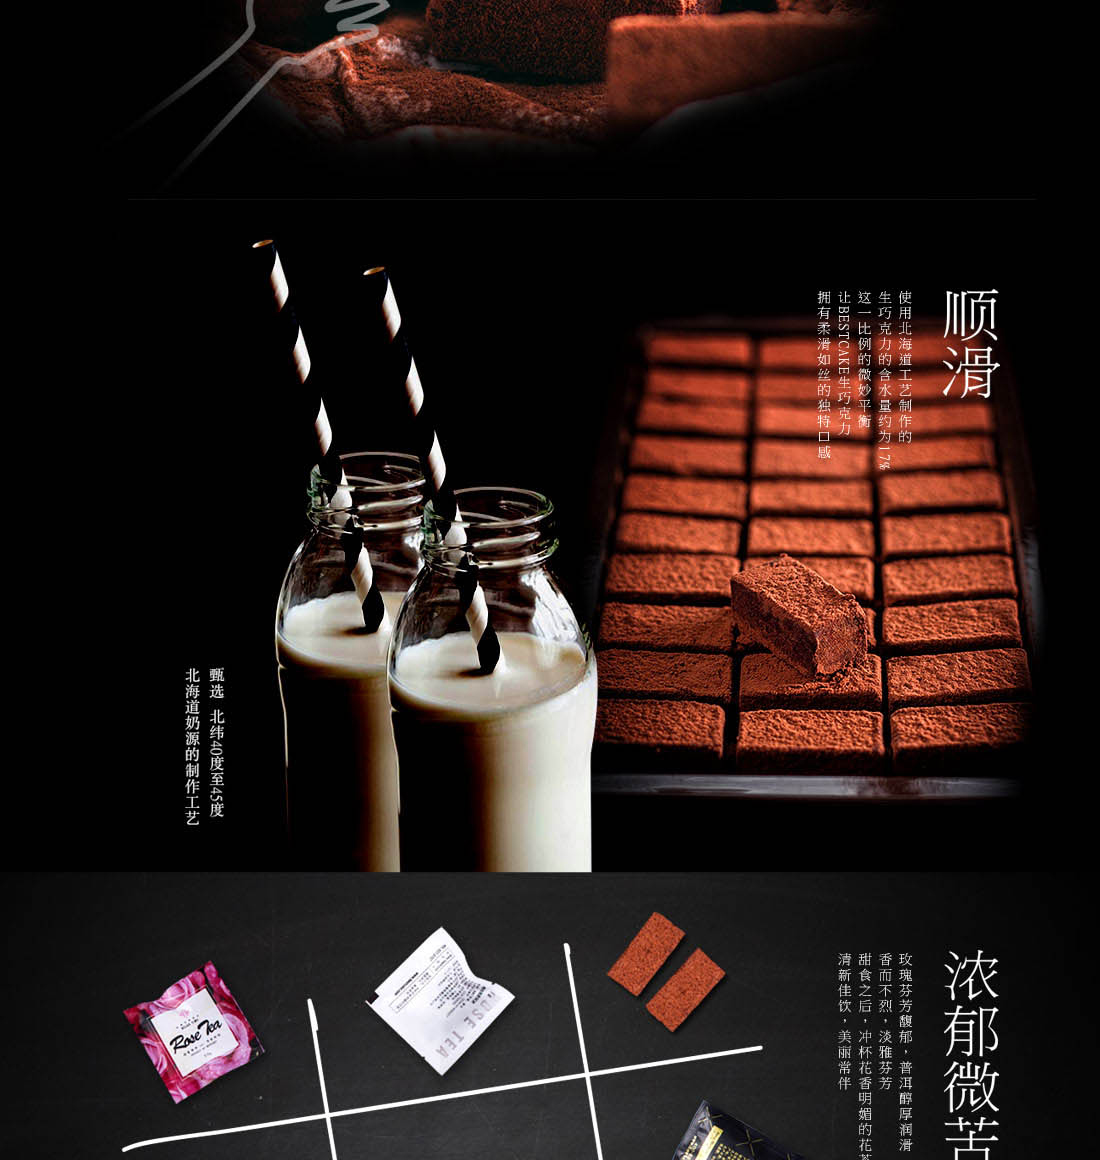 顺滑
使用北海道工艺制作的
生巧克力的含水量约为17%
这一比例的微妙平衡
让BESTCAKE生巧克力
拥有柔滑如丝的独特口感
甄选 北纬40度至45度
北海道奶源的制作工艺
浓郁微苦
玫瑰芬芳馥郁，普洱醇厚润滑
香而不烈，淡雅芬芳
甜食之后，冲杯花香明媚的花茶
清新佳饮，美丽常伴
Rose Tea
USE TEA